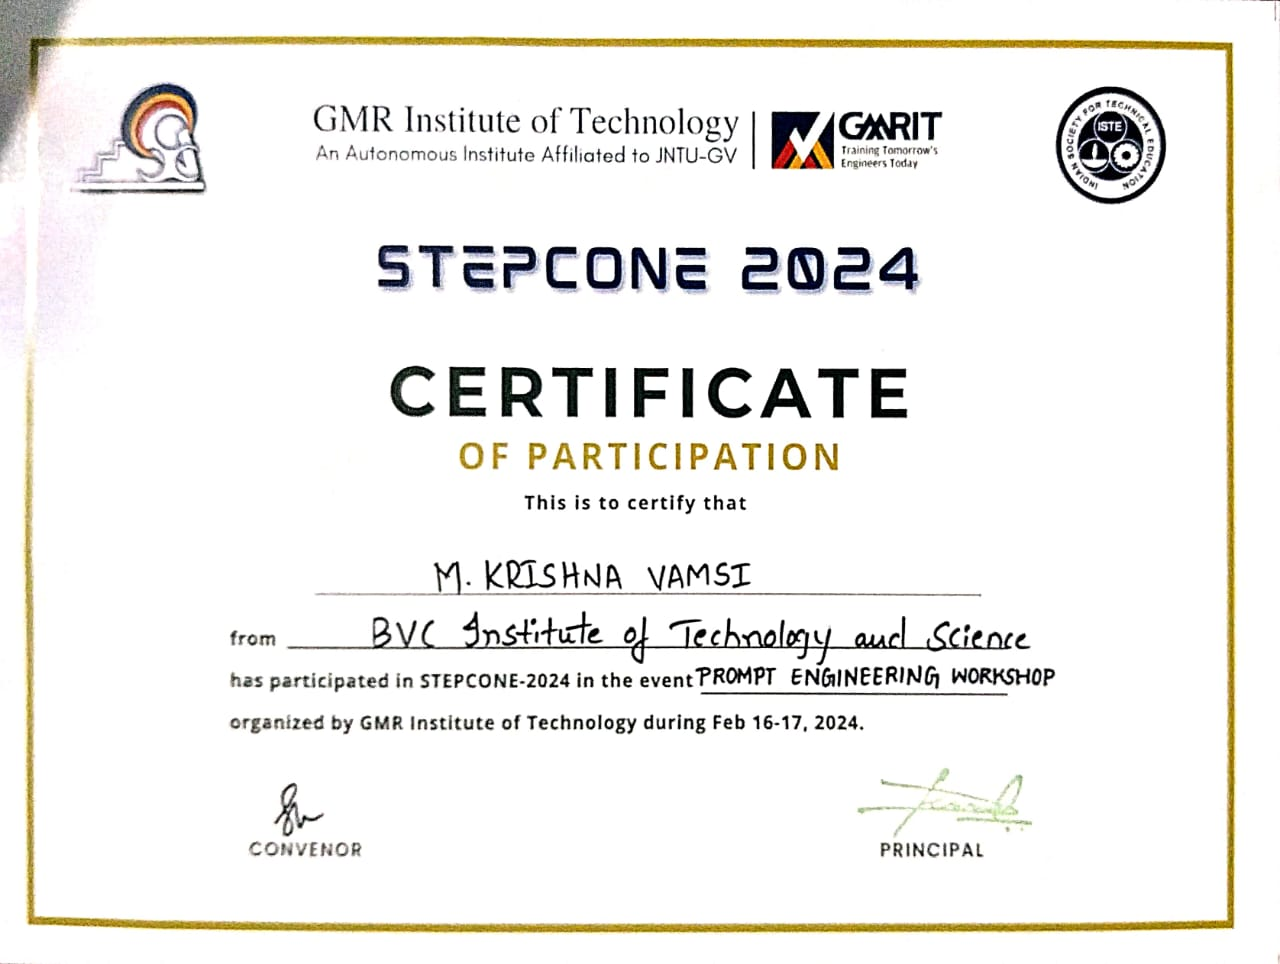 GMR Institute of Technology
An Autonomous Institute Affiliated to JNTU-GV
GMRIT
Training Tomorrow's
Engineers Today
INDIAN SOCIETY FOR TECHNICAL EDUCATION
ISTE
STEPCONE 2024
CERTIFICATE
OF PARTICIPATION
This is to certify that
M. KRISHNA VAMSI
from BVC Institute of Technology and Science
has participated in STEPCONE-2024 in the event PROMPT ENGINEERING WORKSHOP
organized by GMR Institute of Technology during Feb 16-17, 2024.
CONVENOR
PRINCIPAL